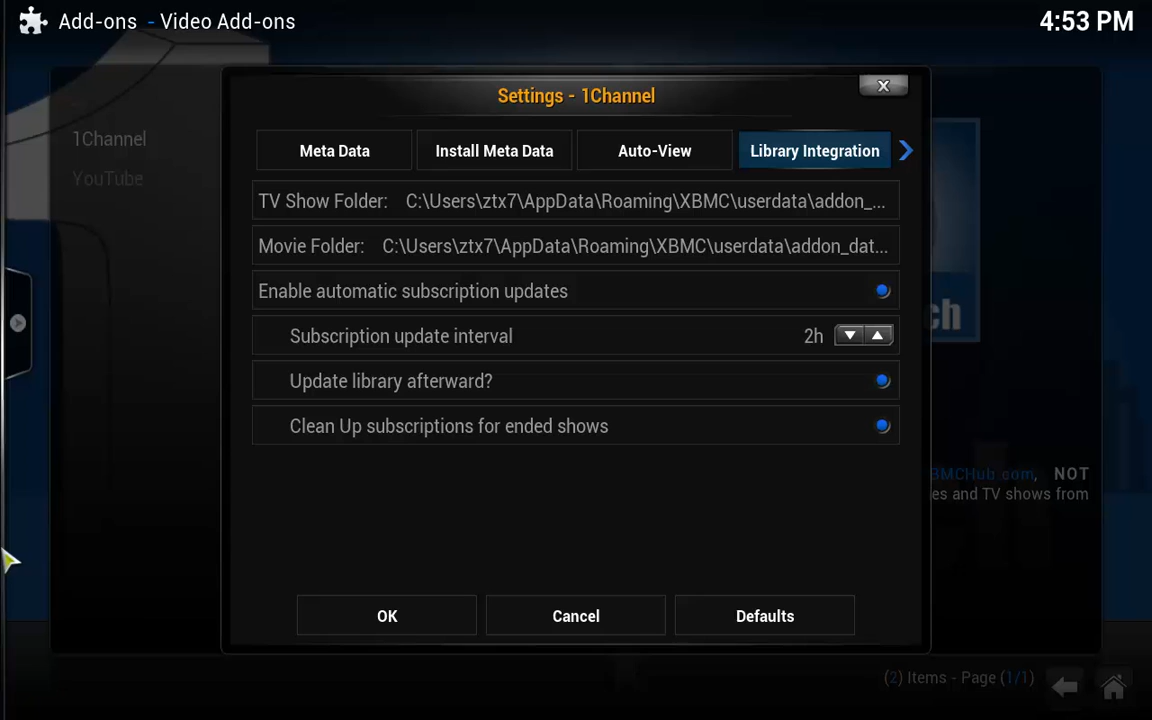 Add-ons - Video Add-ons
4:53 PM
Settings - 1Channel
x
1Channel
YouTube
Meta Data
Install Meta Data
Auto-View
Library Integration
TV Show Folder: C:\Users\ztx7\AppData\Roaming\XBMC\userdata\addon_...
Movie Folder: C:\Users\ztx7\AppData\Roaming\XBMC\userdata\addon_dat...
Enable automatic subscription updates
Subscription update interval 2h
Update library afterward?
Clean Up subscriptions for ended shows
ch
BMCHub.com, NOT
es and TV shows from
OK
Cancel
Defaults
(2) Items - Page (1/1)